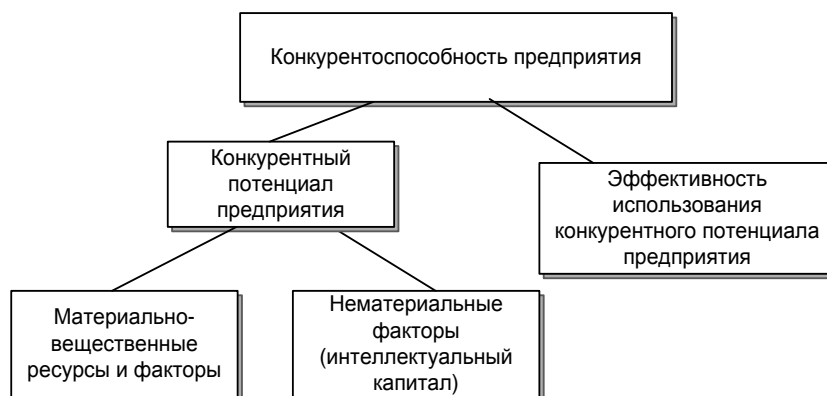 Конкурентоспособность предприятия
Конкурентный
потенциал
предприятия
Эффективность
использования
конкурентного потенциала
предприятия
Материально-
вещественные
ресурсы и факторы
Нематериальные
факторы
(интеллектуальный
капитал)